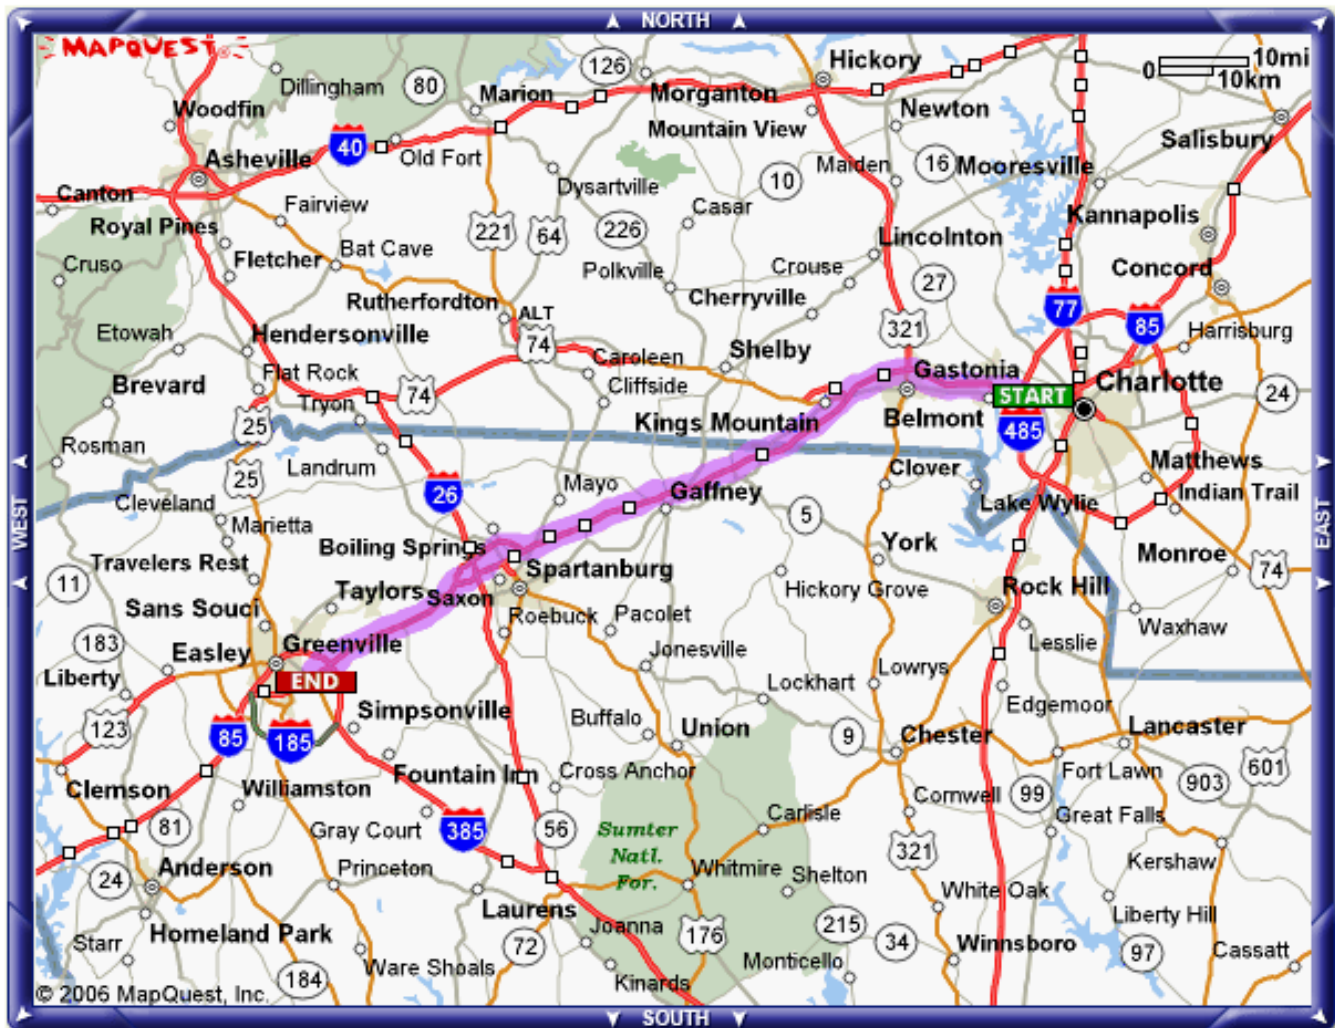 NORTH
MAPQUEST
Hickory
10mi
0
10km
Dillingham
80
126
Marion
Morganton
Newton
Woodfin
Mountain View
Salisbury
40
Asheville
Old Fort
Maiden
16
Mooresville
Canton
Dysartville
10
Fairview
Casar
Kannapolis
Royal Pines
221
64
226
Lincolnton
Bat Cave
Cruso
Fletcher
Polkville
Crouse
Concord
27
Rutherfordton
Cherryville
77
85
ALT
Etowah
Hendersonville
74
321
Harrisburg
Caroleen
Shelby
Flat Rock
Gastonia
Brevard
74
Cliffside
START
Charlotte
24
Tryon
25
Kings Mountain
Belmont
485
Rosman
Landrum
Clover
Matthews
25
Mayo
Gaffney
Cleveland
26
Lake Wylie
Indian Trail
WEST
EAST
Marietta
5
Boiling Springs
York
Monroe
Travelers Rest
Spartanburg
74
11
Taylors
Saxon
Hickory Grove
Rock Hill
Sans Souci
Roebuck
Pacolet
Waxhaw
183
Greenville
Lesslie
Easley
Jonesville
Liberty
END
Lowrys
Lockhart
Simpsonville
Edgemoor
123
85
185
Buffalo
Union
9
Chester
Lancaster
Clemson
Fountain Inn
Cross Anchor
Fort Lawn
601
Williamston
Carlisle
Cornwell
99
903
81
Gray Court
385
56
Sumter
Natl.
For.
Great Falls
321
Kershaw
Anderson
Princeton
Whitmire
Shelton
24
White Oak
Laurens
Liberty Hill
Homeland Park
Joanna
215
34
Starr
72
176
Winnsboro
97
Cassatt
184
Ware Shoals
Monticello
Kinards
© 2006 MapQuest, Inc.
SOUTH